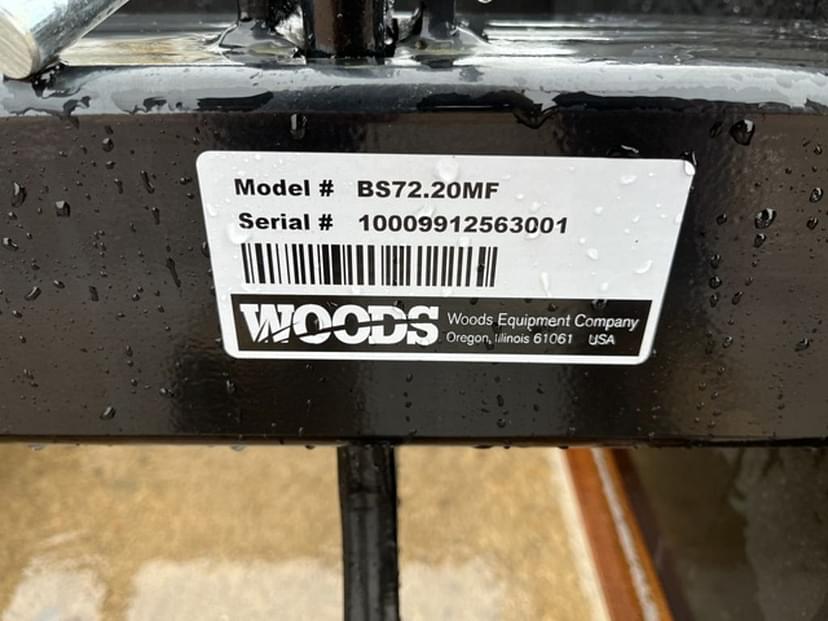 Model # BS72.20MF
Serial # 10009912563001
WOODS Woods Equipment Company
Oregon, Illinois 61061 USA